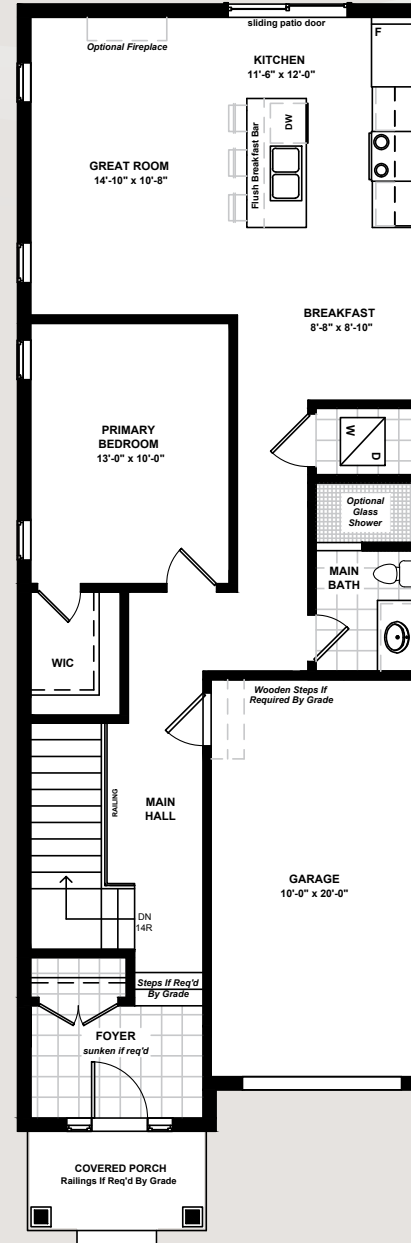 sliding patio door
Optional Fireplace
F
KITCHEN
11'-6" x 12'-0"
DW
Flush Breakfast Bar
GREAT ROOM
14'-10" x 10'-8"
BREAKFAST
8'-8" x 8'-10"
PRIMARY
BEDROOM
13'-0" x 10'-0"
W
D
Optional
Glass
Shower
MAIN
BATH
WIC
Wooden Steps If
Required By Grade
RAILING
MAIN
HALL
GARAGE
10'-0" x 20'-0"
DN
14R
Steps If Req'd
By Grade
FOYER
sunken if req'd
COVERED PORCH
Railings If Req'd By Grade